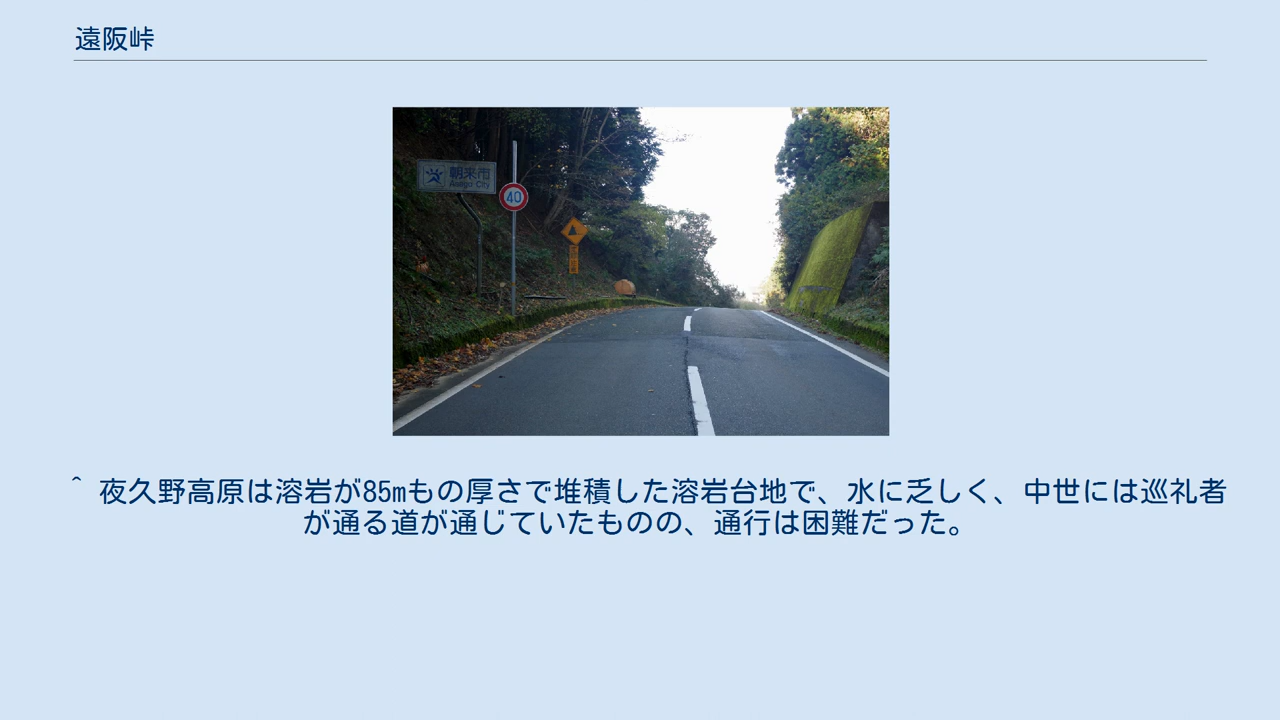 遠阪峠
朝来市
Asago City
40
^ 夜久野高原は溶岩が85mもの厚さで堆積した溶岩台地で、水に乏しく、中世には巡礼者
が通る道が通じていたものの、通行は困難だった。